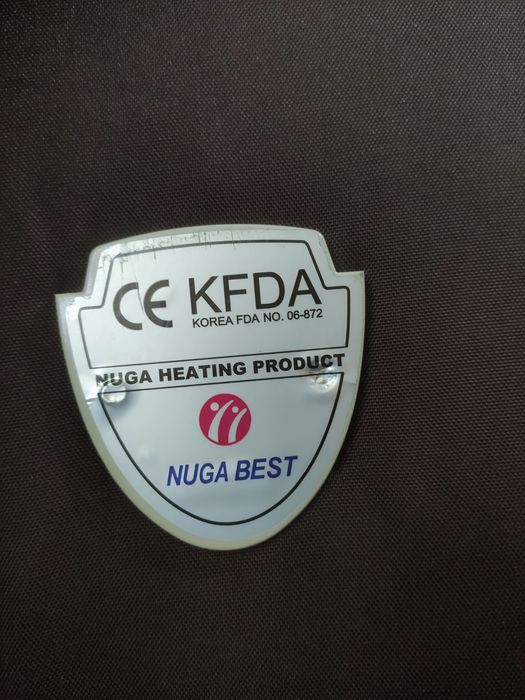 CE KFDA
KOREA FDA NO. 06-872
NUGA HEATING PRODUCT
NUGA BEST